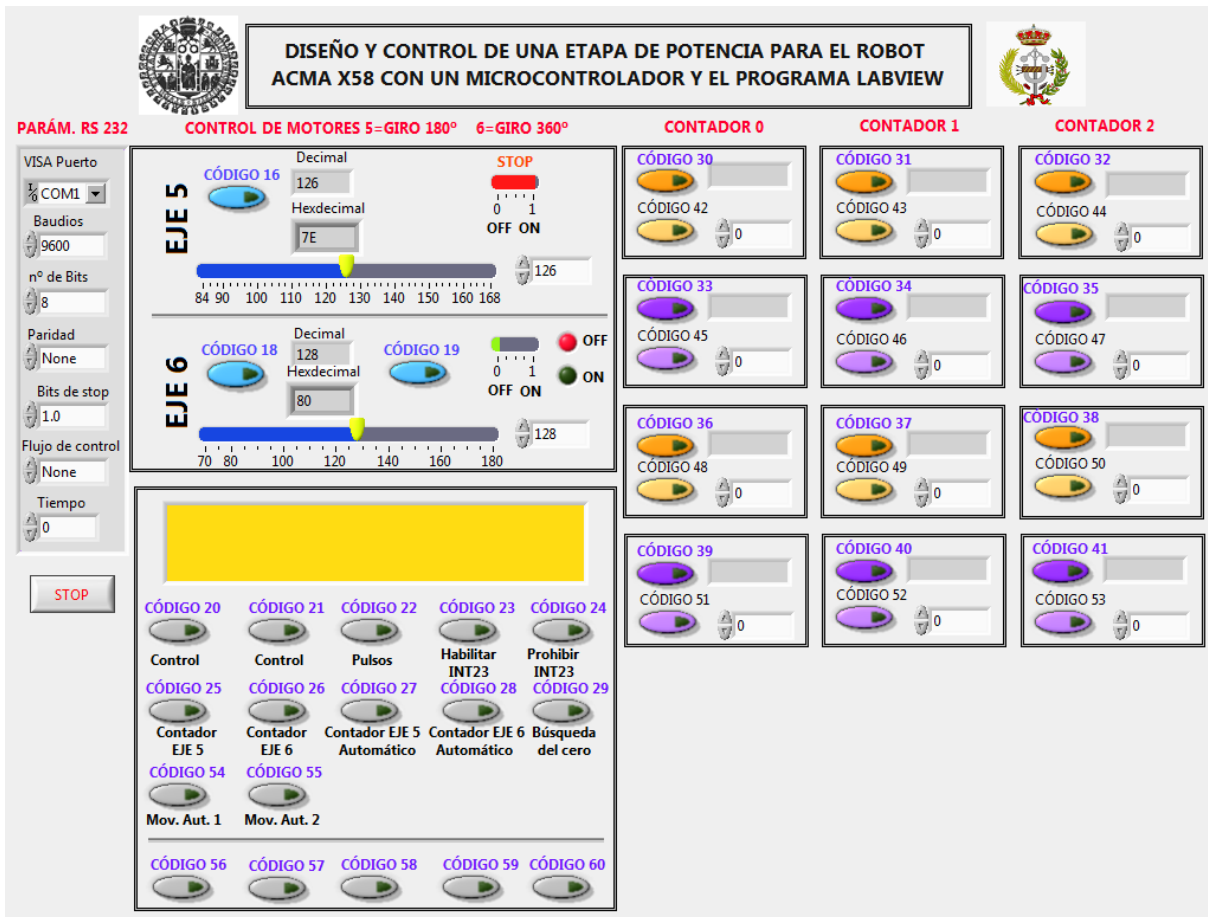 DISEÑO Y CONTROL DE UNA ETAPA DE POTENCIA PARA EL ROBOT
ACMA X58 CON UN MICROCONTROLADOR Y EL PROGRAMA LABVIEW
PARÁM. RS 232
CONTROL DE MOTORES 5=GIRO 180º 6=GIRO 360º
CONTADOR 0
CONTADOR 1
CONTADOR 2
VISA Puerto
COM1
Baudios
9600
nº de Bits
8
Paridad
None
Bits de stop
1.0
Flujo de control
None
Tiempo
0
STOP
EJE 5
CÓDIGO 16
Decimal
126
Hexdecimal
7E
STOP
0 1
OFF ON
126
84 90 100 110 120 130 140 150 160 168
EJE 6
CÓDIGO 18
Decimal
128
Hexdecimal
80
CÓDIGO 19
0 1
OFF ON
OFF
ON
128
70 80 100 120 140 160 180
CÓDIGO 20 CÓDIGO 21 CÓDIGO 22 CÓDIGO 23 CÓDIGO 24
Control Control Pulsos Habilitar INT23 Prohibir INT23
CÓDIGO 25 CÓDIGO 26 CÓDIGO 27 CÓDIGO 28 CÓDIGO 29
Contador EJE 5 Contador EJE 6 Contador EJE 5 Automático Contador EJE 6 Automático Búsqueda del cero
CÓDIGO 54 CÓDIGO 55
Mov. Aut. 1 Mov. Aut. 2
CÓDIGO 56 CÓDIGO 57 CÓDIGO 58 CÓDIGO 59 CÓDIGO 60
CÓDIGO 30
CÓDIGO 42
0
CÓDIGO 31
CÓDIGO 43
0
CÓDIGO 32
CÓDIGO 44
0
CÓDIGO 33
CÓDIGO 45
0
CÓDIGO 34
CÓDIGO 46
0
CÓDIGO 35
CÓDIGO 47
0
CÓDIGO 36
CÓDIGO 48
0
CÓDIGO 37
CÓDIGO 49
0
CÓDIGO 38
CÓDIGO 50
0
CÓDIGO 39
CÓDIGO 51
0
CÓDIGO 40
CÓDIGO 52
0
CÓDIGO 41
CÓDIGO 53
0